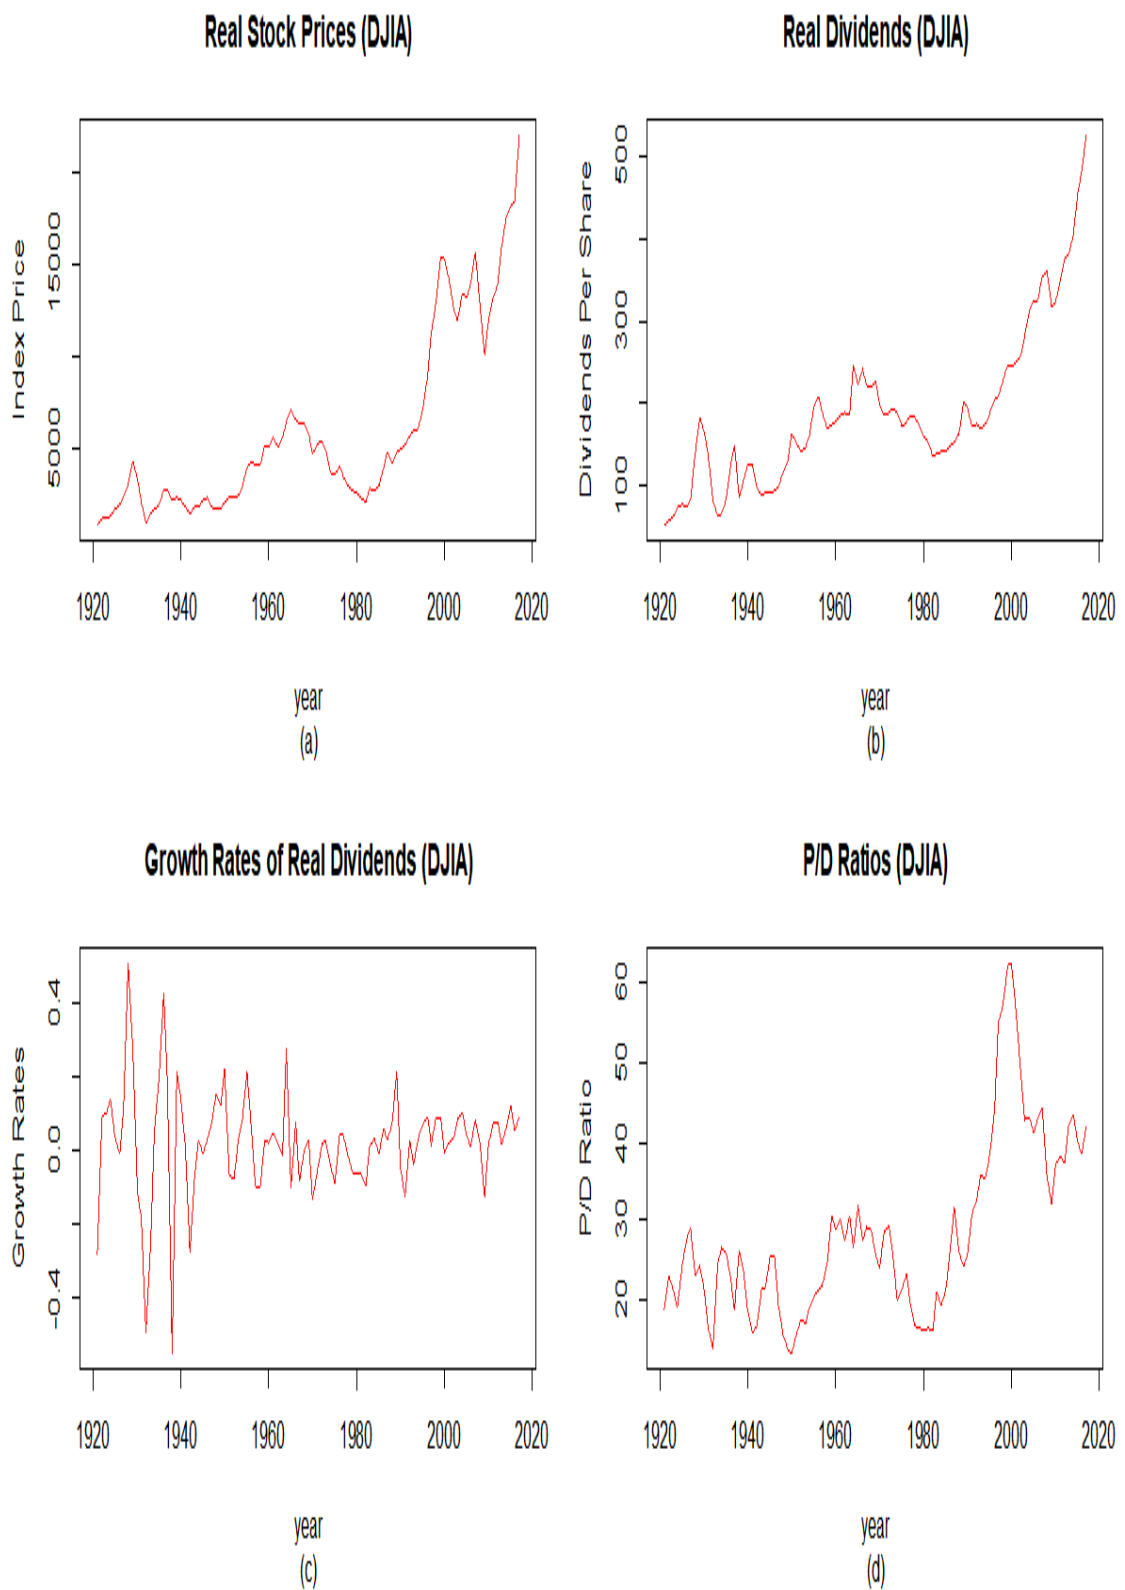 Real Stock Prices (DJIA)
Index Price
5000
15000
1920 1940 1960 1980 2000 2020
year
(a)
Real Dividends (DJIA)
Dividends Per Share
100
300
500
1920 1940 1960 1980 2000 2020
year
(b)
Growth Rates of Real Dividends (DJIA)
Growth Rates
-0.4
0.0
0.4
1920 1940 1960 1980 2000 2020
year
(c)
P/D Ratios (DJIA)
P/D Ratio
20
30
40
50
60
1920 1940 1960 1980 2000 2020
year
(d)